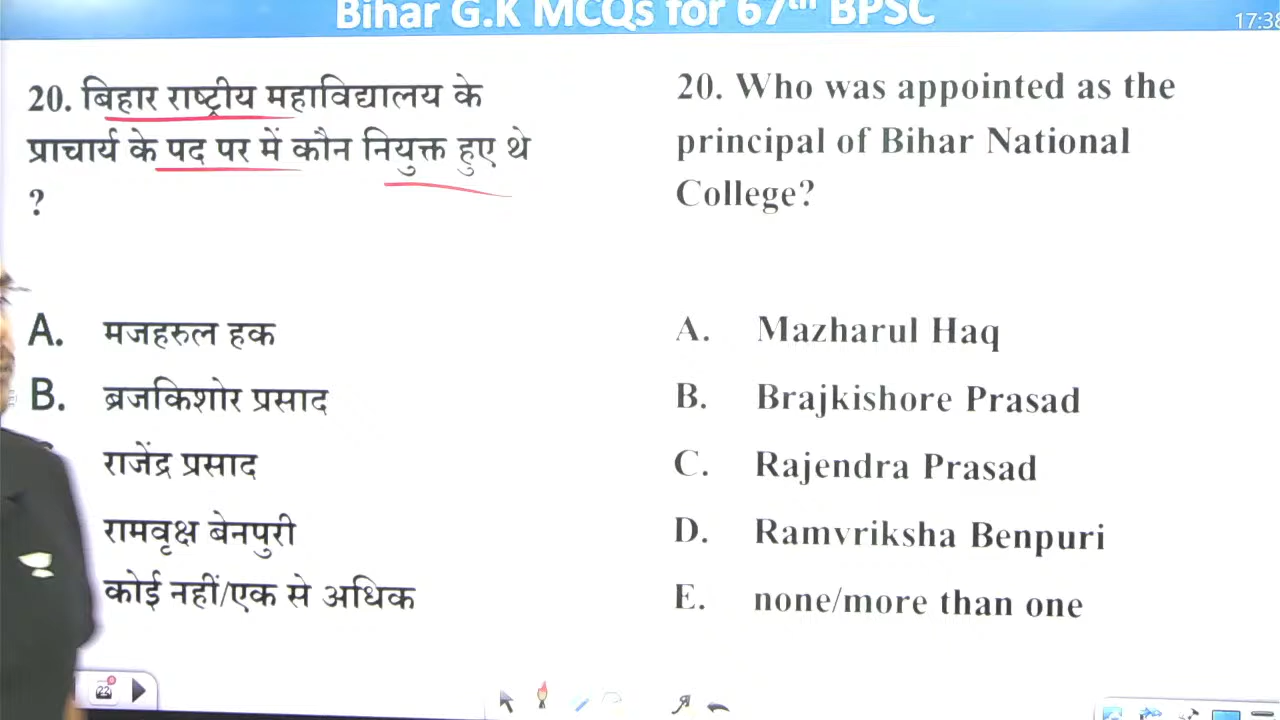 Bihar G.K MCQs for 67th BPSC
17:38
20. बिहार राष्ट्रीय महाविद्यालय के
प्राचार्य के पद पर में कौन नियुक्त हुए थे
?
A. मजहरुल हक
B. ब्रजकिशोर प्रसाद
राजेंद्र प्रसाद
रामवृक्ष बेनपुरी
कोई नहीं/एक से अधिक
20. Who was appointed as the
principal of Bihar National
College?
A. Mazharul Haq
B. Brajkishore Prasad
C. Rajendra Prasad
D. Ramvriksha Benpuri
E. none/more than one
22